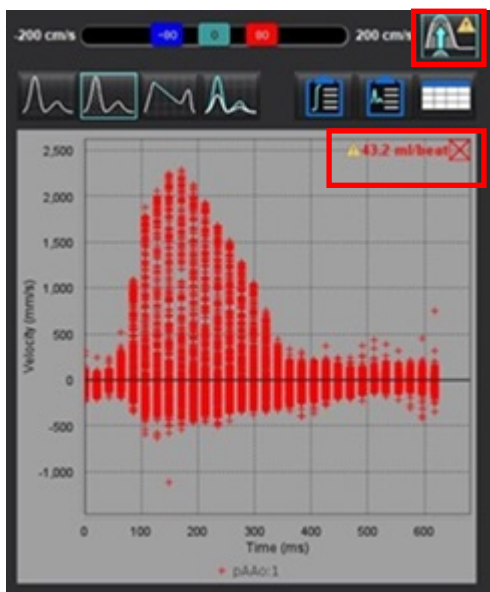 -200 cm/s -80 0 80 200 cm/s
43.2 ml/beat
2,500
2,000
1,500
1,000
500
0
-500
-1,000
Velocity (mm/s)
0 100 200 300 400 500 600
Time (ms)
pAAo:1